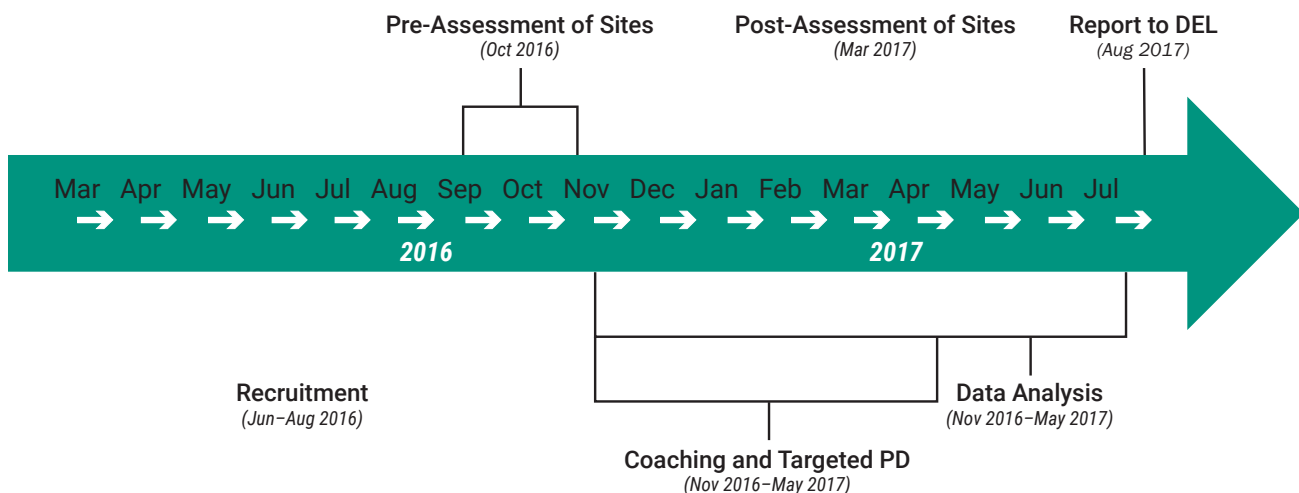 Pre-Assessment of Sites
(Oct 2016)
Post-Assessment of Sites
(Mar 2017)
Report to DEL
(Aug 2017)
Mar Apr May Jun Jul Aug Sep Oct Nov Dec Jan Feb Mar Apr May Jun Jul
2016 2017
Recruitment
(Jun–Aug 2016)
Data Analysis
(Nov 2016–May 2017)
Coaching and Targeted PD
(Nov 2016–May 2017)